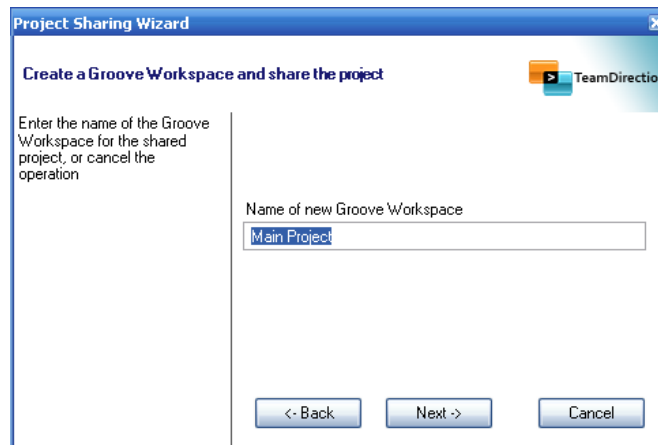 Project Sharing Wizard
Create a Groove Workspace and share the project
TeamDirectio
Enter the name of the Groove
Workspace for the shared
project, or cancel the
operation
Name of new Groove Workspace
Main Project
<- Back
Next ->
Cancel